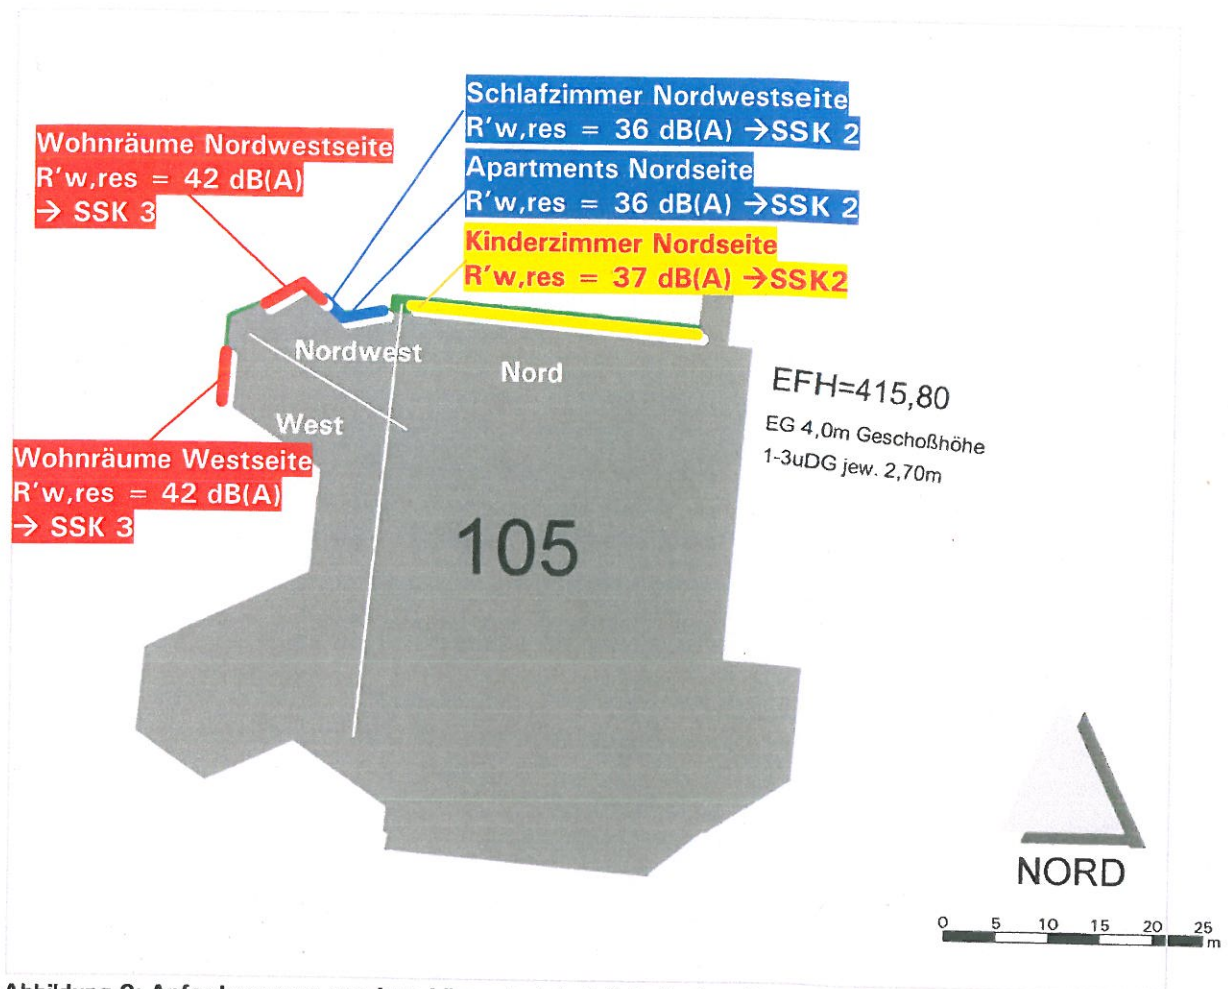 Schlafzimmer Nordwestseite
R'w,res = 36 dB(A) →SSK 2
Wohnräume Nordwestseite
R'w,res = 42 dB(A)
→ SSK 3
Apartments Nordseite
R'w,res = 36 dB(A) →SSK 2
Kinderzimmer Nordseite
R'w,res = 37 dB(A) →SSK2
Nordwest
Nord
West
EFH=415,80
EG 4,0m Geschoßhöhe
1-3uDG jew. 2,70m
Wohnräume Westseite
R'w,res = 42 dB(A)
→ SSK 3
105
NORD
0 5 10 15 20 25
m